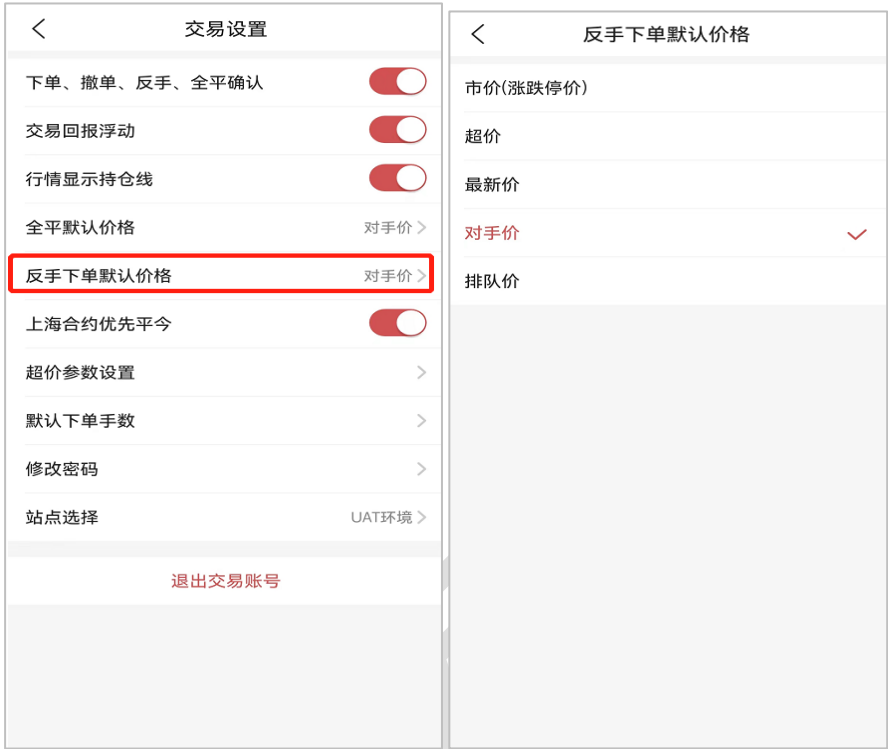 交易设置
下单、撤单、反手、全平确认
交易回报浮动
行情显示持仓线
全平默认价格 对手价
反手下单默认价格 对手价
上海合约优先平今
超价参数设置
默认下单手数
修改密码
站点选择 UAT环境
退出交易账号
反手下单默认价格
市价(涨跌停价)
超价
最新价
对手价
排队价